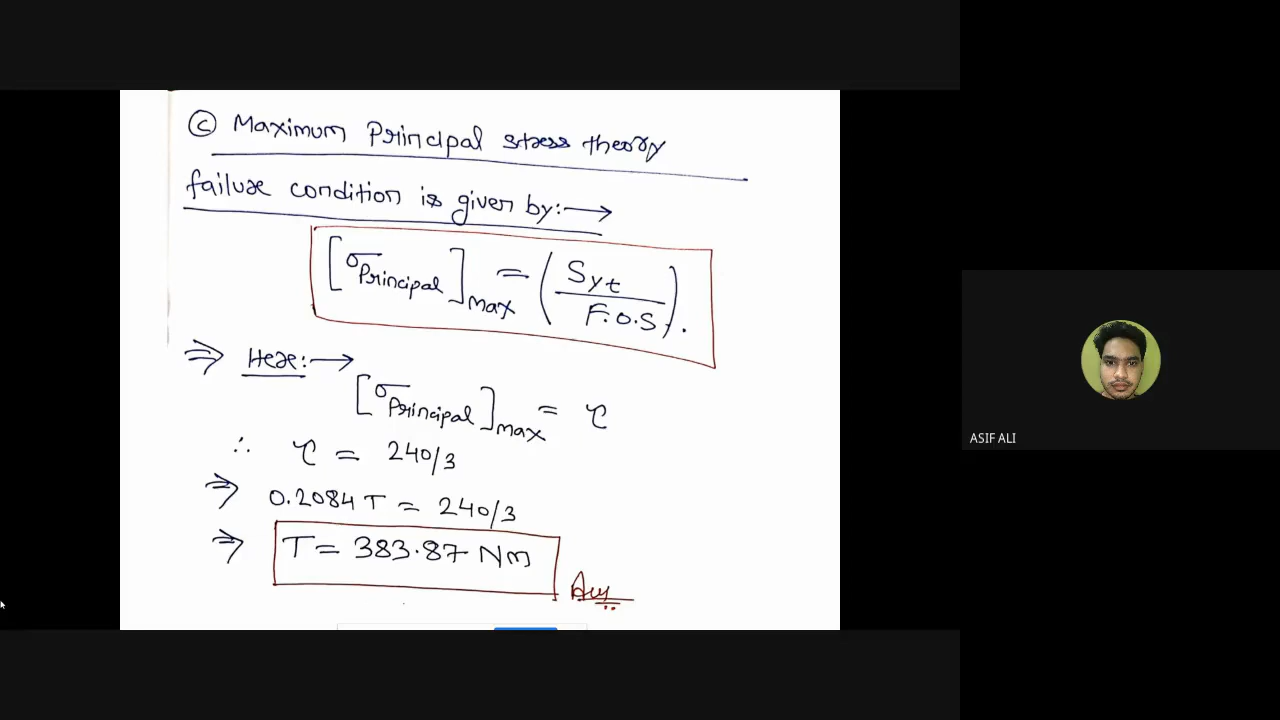 ⓒ Maximum Principal stress theory
failure condition is given by:→
[σPrincipal]max = (Syt / F.O.S).
⇒ Here:→
[σPrincipal]max = τ
∴ τ = 240/3
⇒ 0.2084 T = 240/3
⇒ T = 383.87 Nm
Ans
ASIF ALI